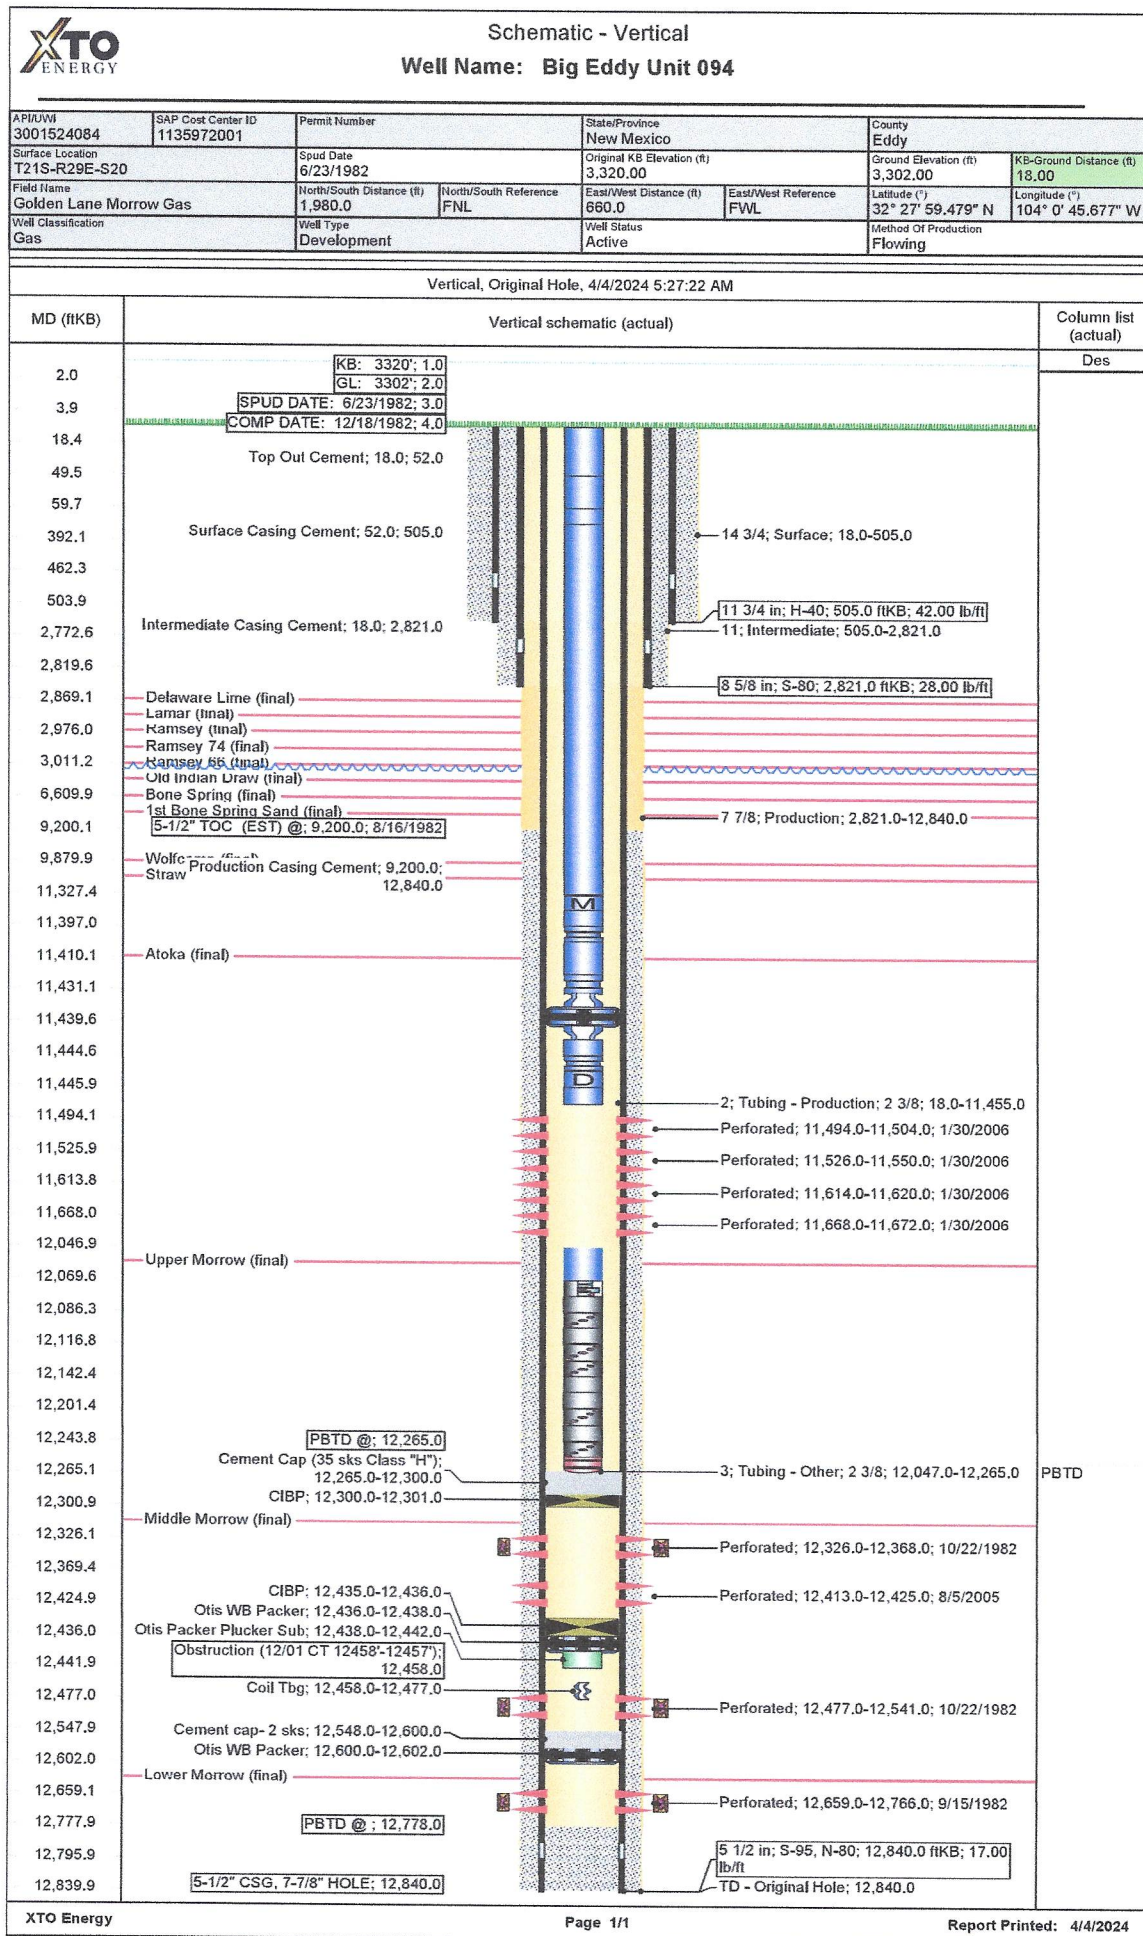 XTO
ENERGY
Schematic - Vertical
Well Name: Big Eddy Unit 094
API/UWI
3001524084
SAP Cost Center ID
1135972001
Permit Number
State/Province
New Mexico
County
Eddy
Surface Location
T21S-R29E-S20
Spud Date
6/23/1982
Original KB Elevation (ft)
3,320.00
Ground Elevation (ft)
3,302.00
KB-Ground Distance (ft)
18.00
Field Name
Golden Lane Morrow Gas
North/South Distance (ft)
1,980.0
North/South Reference
FNL
East/West Distance (ft)
660.0
East/West Reference
FWL
Latitude (°)
32° 27' 59.479" N
Longitude (°)
104° 0' 45.677" W
Well Classification
Gas
Well Type
Development
Well Status
Active
Method Of Production
Flowing
Vertical, Original Hole, 4/4/2024 5:27:22 AM
MD (ftKB)
Vertical schematic (actual)
Column list
(actual)
Des
2.0
3.9
18.4
49.5
59.7
392.1
462.3
503.9
2,772.6
2,819.6
2,869.1
2,976.0
3,011.2
6,609.9
9,200.1
9,879.9
11,327.4
11,397.0
11,410.1
11,431.1
11,439.6
11,444.6
11,445.9
11,494.1
11,525.9
11,613.8
11,668.0
12,046.9
12,069.6
12,086.3
12,116.8
12,142.4
12,201.4
12,243.8
12,265.1
12,300.9
12,326.1
12,369.4
12,424.9
12,436.0
12,441.9
12,477.0
12,547.9
12,602.0
12,659.1
12,777.9
12,795.9
12,839.9
KB: 3320'; 1.0
GL: 3302'; 2.0
SPUD DATE: 6/23/1982; 3.0
COMP DATE: 12/18/1982; 4.0
Top Out Cement; 18.0; 52.0
Surface Casing Cement; 52.0; 505.0
14 3/4; Surface; 18.0-505.0
11 3/4 in; H-40; 505.0 ftKB; 42.00 lb/ft
Intermediate Casing Cement; 18.0; 2,821.0
11; Intermediate; 505.0-2,821.0
8 5/8 in; S-80; 2,821.0 ftKB; 28.00 lb/ft
Delaware Lime (final)
Lamar (final)
Ramsey (final)
Ramsey 74 (final)
Ramsey 66 (final)
Old Indian Draw (final)
Bone Spring (final)
1st Bone Spring Sand (final)
7 7/8; Production; 2,821.0-12,840.0
5-1/2" TOC (EST) @; 9,200.0; 8/16/1982
Production Casing Cement; 9,200.0;
12,840.0
M
Atoka (final)
D
2; Tubing - Production; 2 3/8; 18.0-11,455.0
Perforated; 11,494.0-11,504.0; 1/30/2006
Perforated; 11,526.0-11,550.0; 1/30/2006
Perforated; 11,614.0-11,620.0; 1/30/2006
Perforated; 11,668.0-11,672.0; 1/30/2006
Upper Morrow (final)
PBTD @; 12,265.0
Cement Cap (35 sks Class "H");
12,265.0-12,300.0
3; Tubing - Other; 2 3/8; 12,047.0-12,265.0
PBTD
CIBP; 12,300.0-12,301.0
Middle Morrow (final)
Perforated; 12,326.0-12,368.0; 10/22/1982
CIBP; 12,435.0-12,436.0
Perforated; 12,413.0-12,425.0; 8/5/2005
Otis WB Packer; 12,436.0-12,438.0
Otis Packer Plucker Sub; 12,438.0-12,442.0
Obstruction (12/01 CT 12458'-12457');
12,458.0
Coil Tbg; 12,458.0-12,477.0
Perforated; 12,477.0-12,541.0; 10/22/1982
Cement cap- 2 sks; 12,548.0-12,600.0
Otis WB Packer; 12,600.0-12,602.0
Lower Morrow (final)
Perforated; 12,659.0-12,766.0; 9/15/1982
PBTD @ ; 12,778.0
5 1/2 in; S-95, N-80; 12,840.0 ftKB; 17.00
lb/ft
5-1/2" CSG, 7-7/8" HOLE; 12,840.0
TD - Original Hole; 12,840.0
XTO Energy
Page 1/1
Report Printed: 4/4/2024